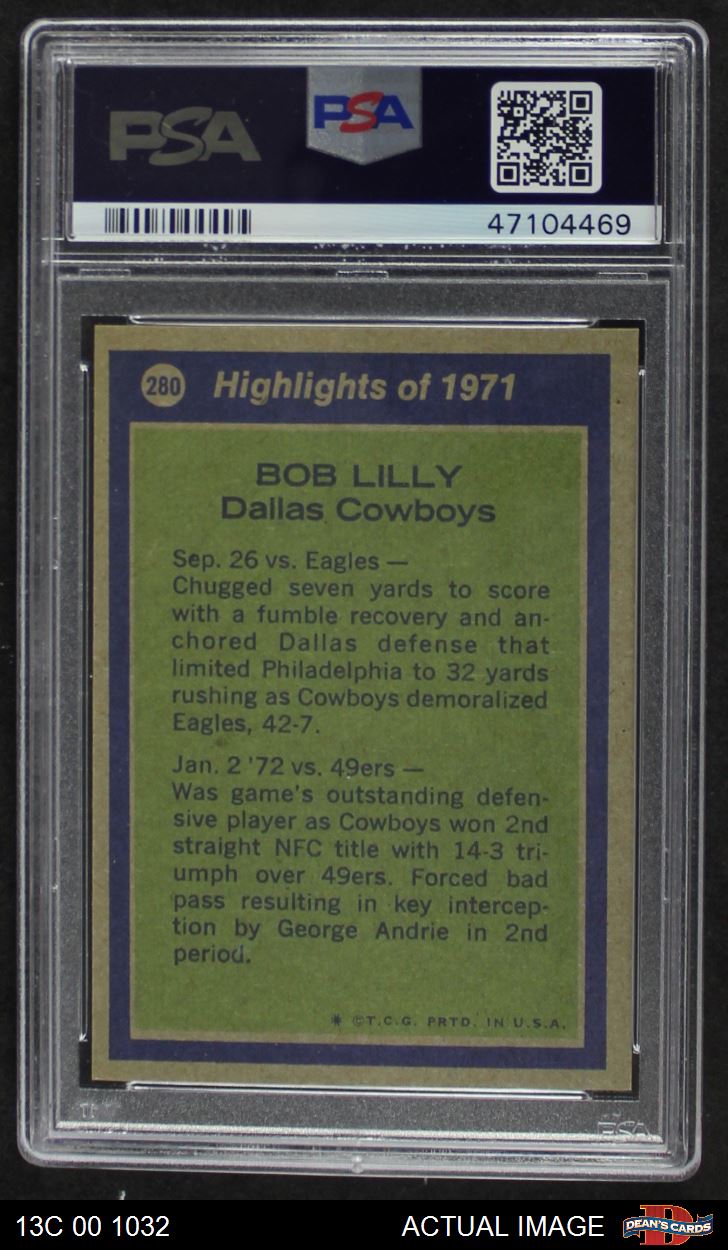 PSA
PSA
47104469
280 Highlights of 1971
BOB LILLY
Dallas Cowboys
Sep. 26 vs. Eagles —
Chugged seven yards to score
with a fumble recovery and an-
chored Dallas defense that
limited Philadelphia to 32 yards
rushing as Cowboys demoralized
Eagles, 42-7.
Jan. 2 '72 vs. 49ers —
Was game's outstanding defen-
sive player as Cowboys won 2nd
straight NFC title with 14-3 tri-
umph over 49ers. Forced bad
pass resulting in key intercep-
tion by George Andrie in 2nd
period.
* ©T.C.G. PRTD. IN U.S.A.
PSA
13C 00 1032 ACTUAL IMAGE
DEAN'S CARDS